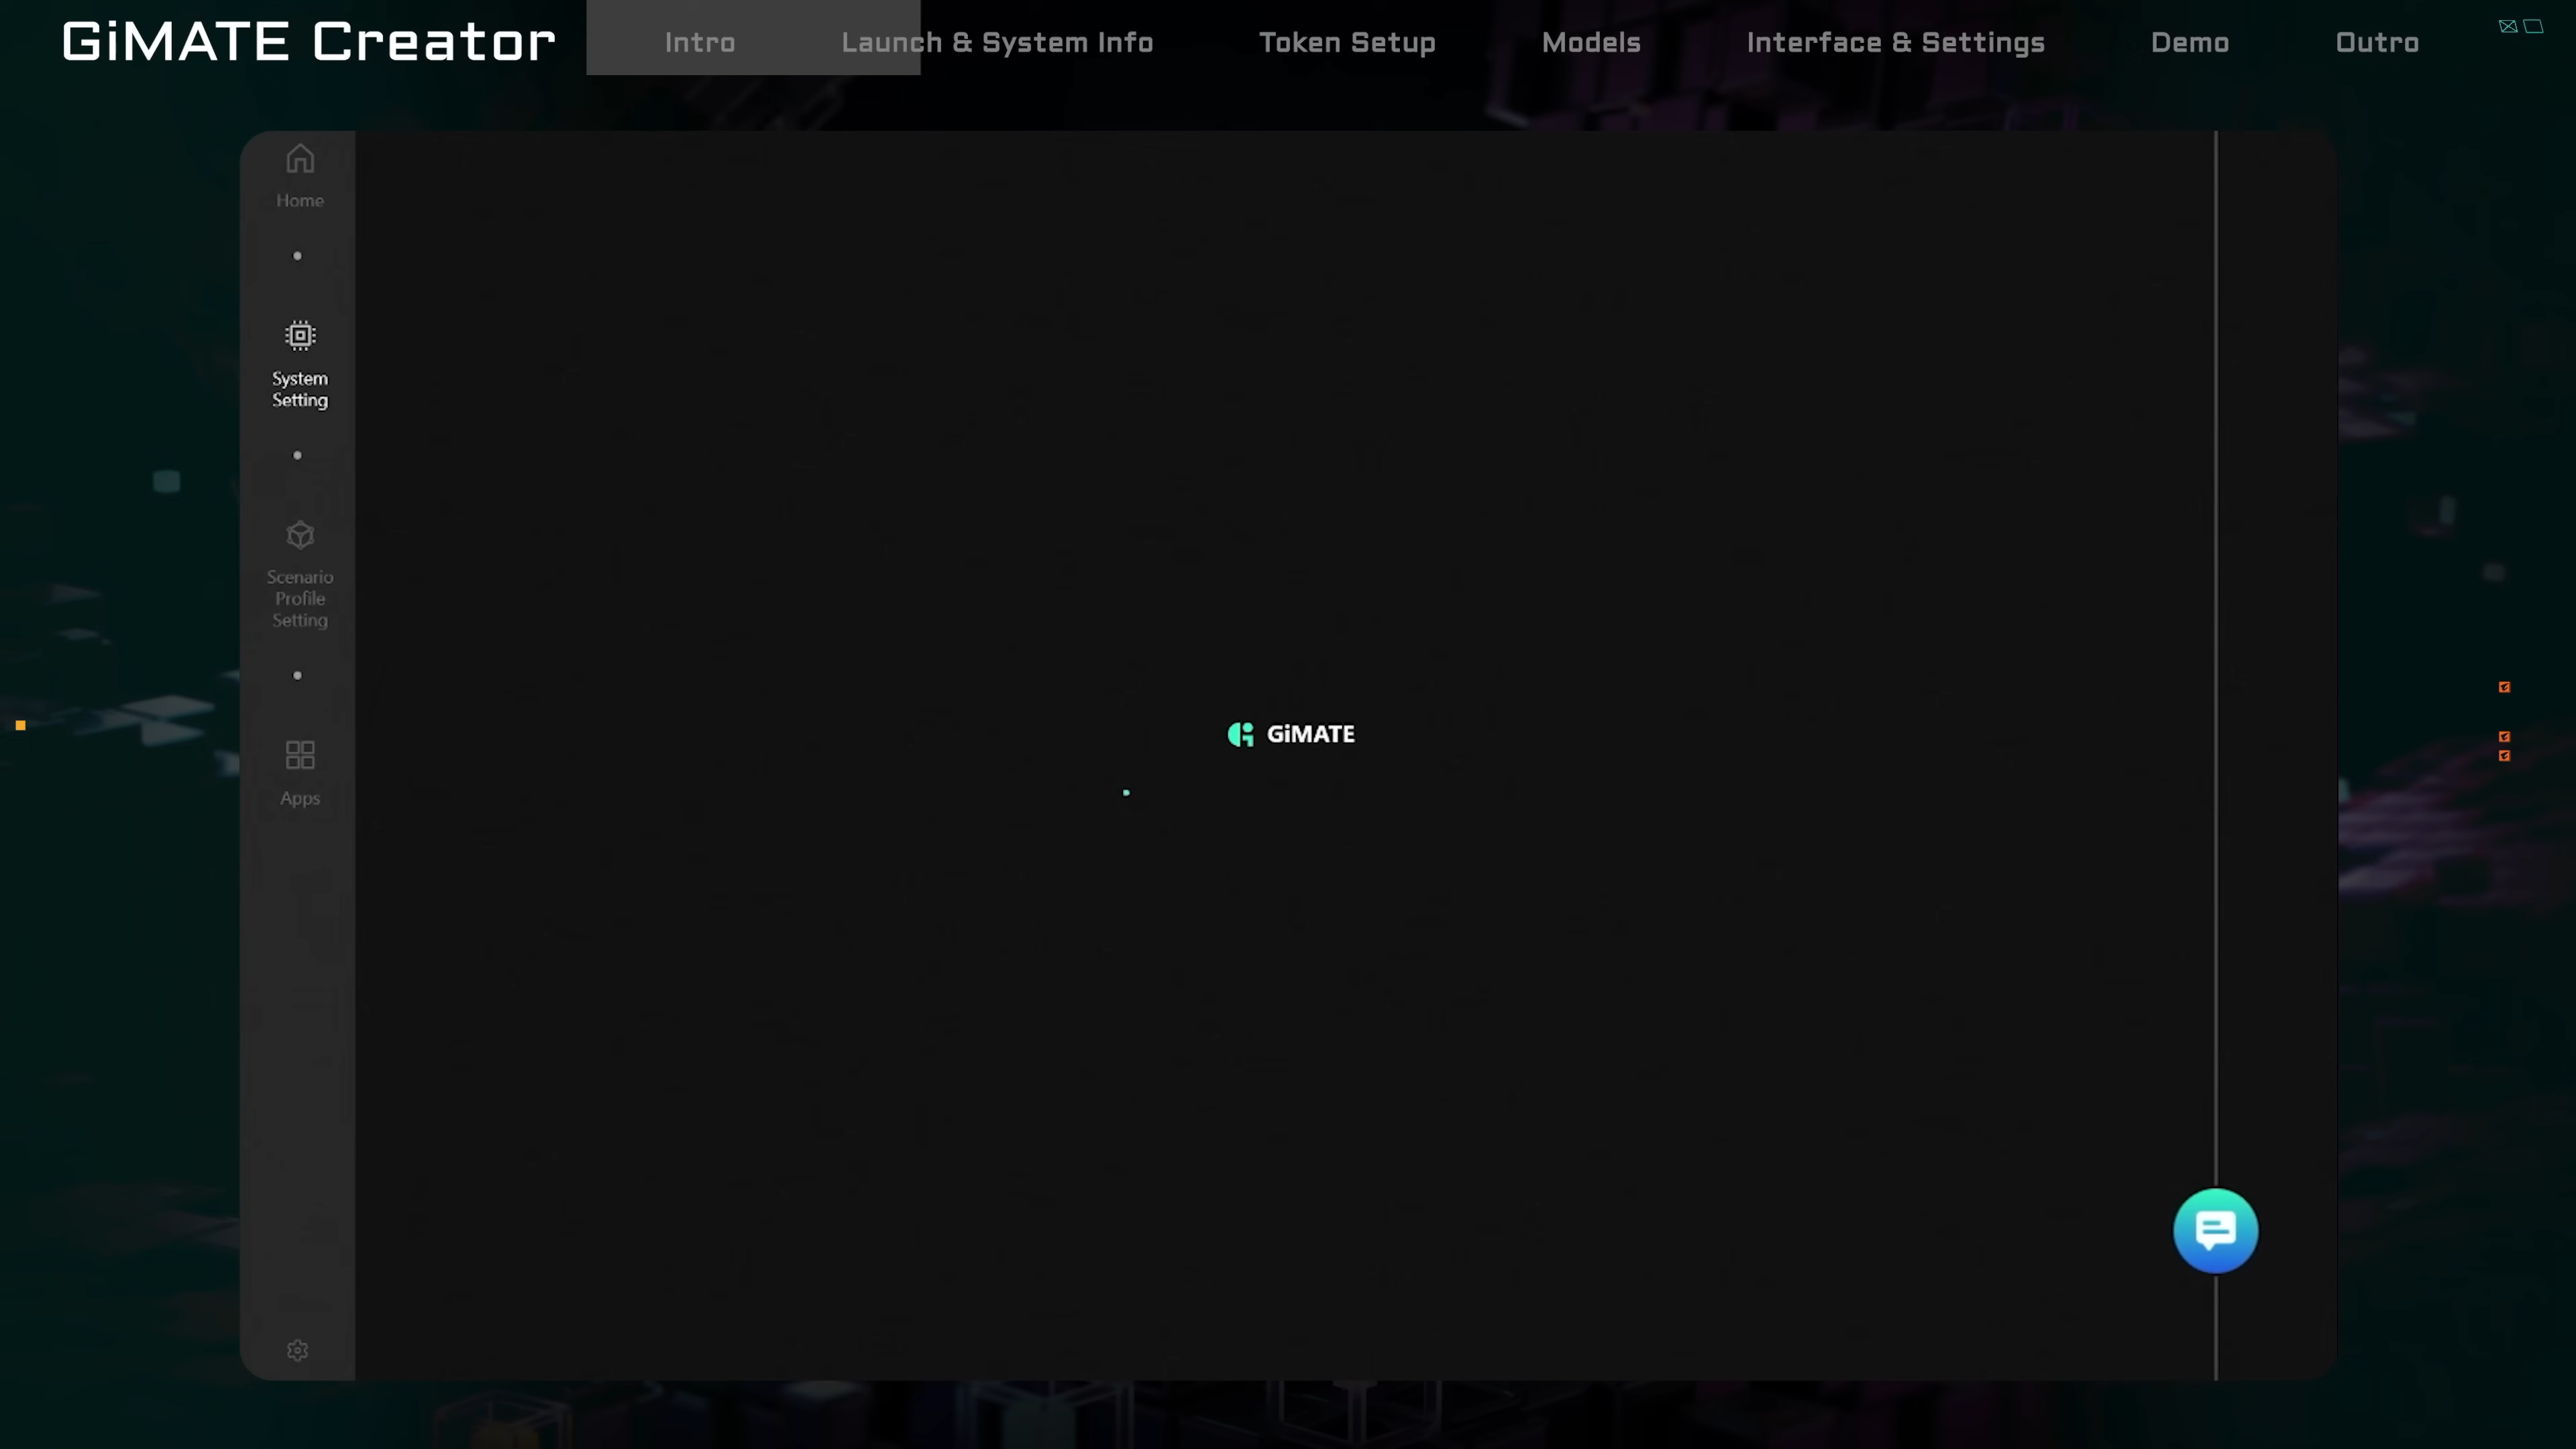 GiMATE Creator
Intro
Launch & System Info
Token Setup
Models
Interface & Settings
Demo
Outro
Home
System
Setting
Scenario
Profile
Setting
Apps
GiMATE